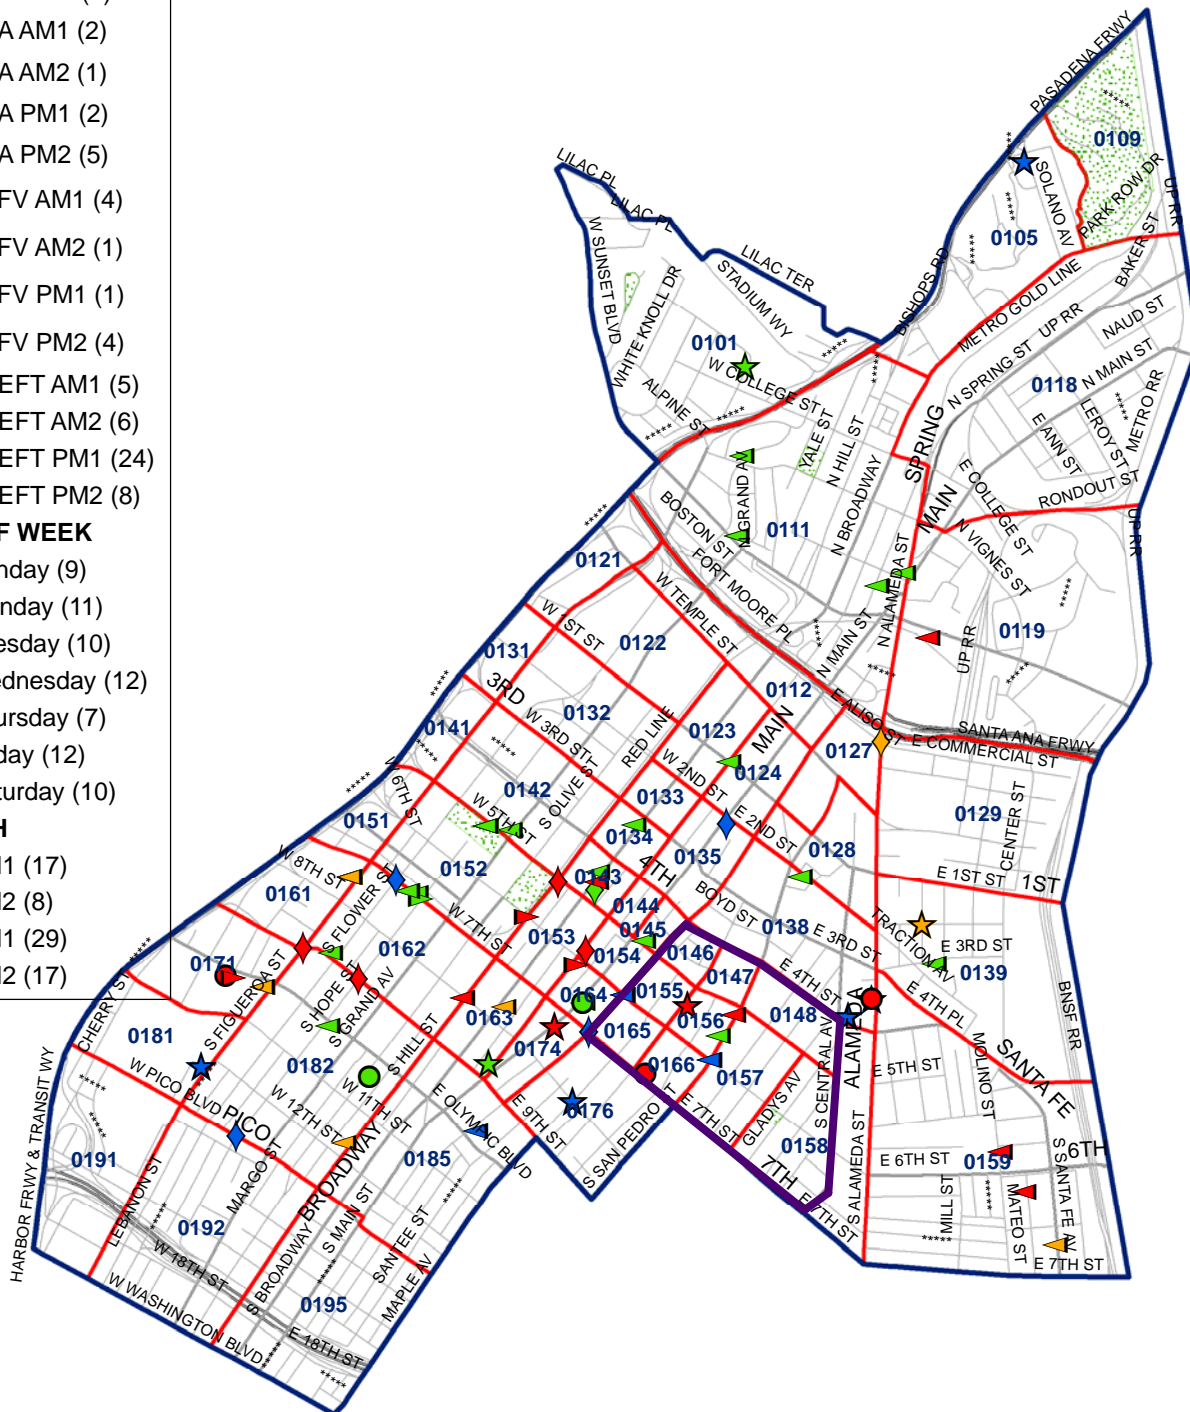 A AM1 (2)
A AM2 (1)
A PM1 (2)
A PM2 (5)
FV AM1 (4)
FV AM2 (1)
FV PM1 (1)
FV PM2 (4)
EFT AM1 (5)
EFT AM2 (6)
EFT PM1 (24)
EFT PM2 (8)
F WEEK
nday (9)
nday (11)
esday (10)
ednesday (12)
ursday (7)
day (12)
turday (10)
H
M1 (17)
M2 (8)
M1 (29)
M2 (17)
PASADENA FRWY
0109
SOLANO AV
PARK ROW DR
UP RR
0105
BAKER ST
LILAC PL
LILAC PL
LILAC TER
W SUNSET BLVD
STADIUM WY
WHITE KNOLL DR
BISHOPS RD
METRO GOLD LINE
UP RR
NAUD ST
0101
W COLLEGE ST
N SPRING ST
0118
N MAIN ST
ALPINE ST
YALE ST
N HILL ST
SPRING
LEROY ST
METRO RR
E ANN ST
N GRAND AV
N BROADWAY
E COLLEGE ST
RONDOUT ST
MAIN
BOSTON ST
0111
N VIGNES ST
UP RR
0121
FORT MOORE PL
N ALAMEDA ST
W TEMPLE ST
W 1ST ST
0122
N MAIN ST
0119
UP RR
0131
3RD
0112
0132
W 3RD ST
RED LINE
0123
MAIN
E ALISO ST
SANTA ANA FRWY
0141
0127
E COMMERCIAL ST
W 6TH ST
0142
S OLIVE ST
W 2ND ST
0124
0133
0129
CENTER ST
0151
W 5TH ST
0134
E 2ND ST
0135
0128
W 8TH ST
0152
0143
4TH
E 1ST ST
1ST
0161
S FLOWER ST
0144
BOYD ST
W 7TH ST
0153
0145
0138
TRACTION AV
0162
0154
0146
E 3RD ST
E 3RD ST
0171
S FIGUEROA ST
S HOPE ST
S GRAND AV
0147
E 4TH ST
0139
CHERRY ST
0164
0155
E 4TH PL
BNSF RR
0163
0156
0148
ALAMEDA
0181
S HILL ST
0174
0165
S CENTRAL AV
SANTA FE
0182
0166
0157
E 5TH ST
MOLINO ST
W PICO BLVD
PICO
W 11TH ST
E OLYMPIC BLVD
E 9TH ST
0176
GLADYS AV
HARBOR FRWY & TRANSIT WY
W 12TH ST
S SAN PEDRO ST
E 7TH ST
0158
0191
BROADWAY
0185
7TH
E 6TH ST
0159
6TH
LEBANON ST
MARGO ST
E 7TH ST
S ALAMEDA ST
MILL ST
MATEO ST
S SANTA FE AV
0192
S MAIN ST
SANTEE ST
W 18TH ST
S BROADWAY
MAPLE AV
E 7TH ST
0195
W WASHINGTON BLVD
E 18TH ST